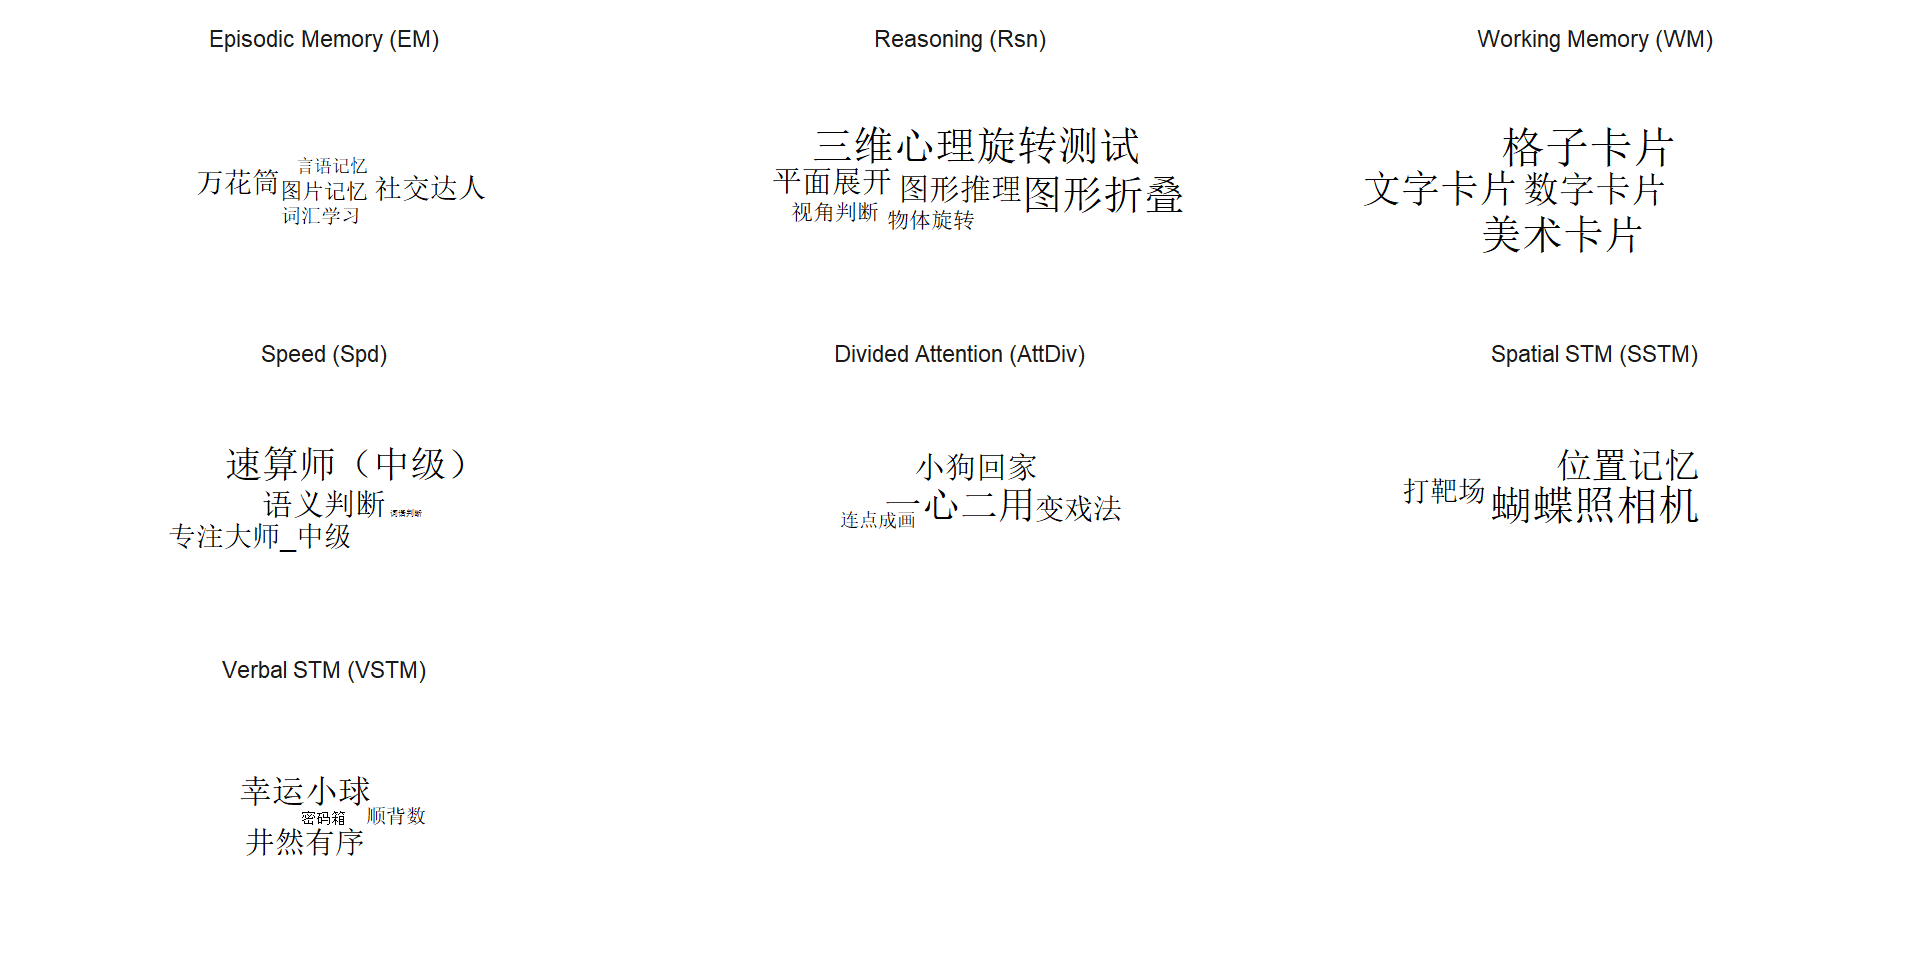 Episodic Memory (EM)
言语记忆
万花筒
图片记忆
社交达人
词汇学习
Reasoning (Rsn)
三维心理旋转测试
平面展开
图形推理
图形折叠
视角判断
物体旋转
Working Memory (WM)
格子卡片
文字卡片
数字卡片
美术卡片
Speed (Spd)
速算师（中级）
语义判断
专注大师_中级
Divided Attention (AttDiv)
小狗回家
一心二用
变戏法
连点成画
Spatial STM (SSTM)
位置记忆
打靶场
蝴蝶照相机
Verbal STM (VSTM)
幸运小球
密码箱
顺背数
井然有序